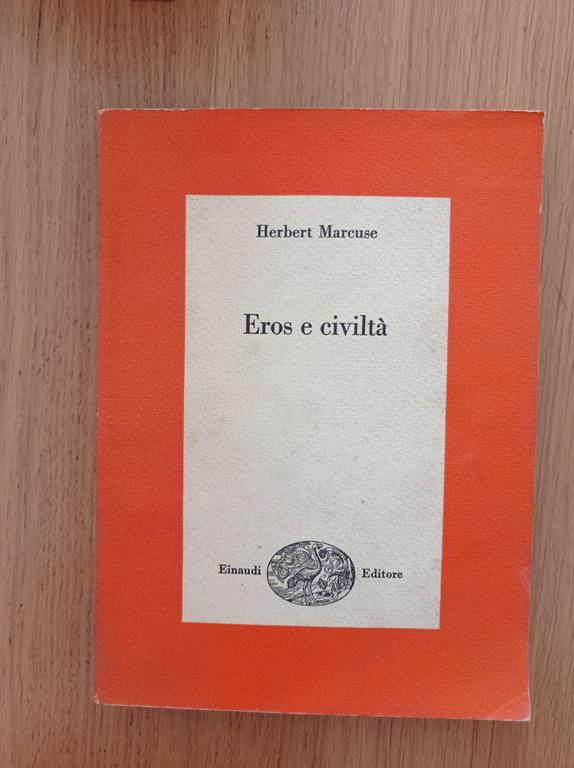 Herbert Marcuse
Eros e civiltà
Einaudi Editore